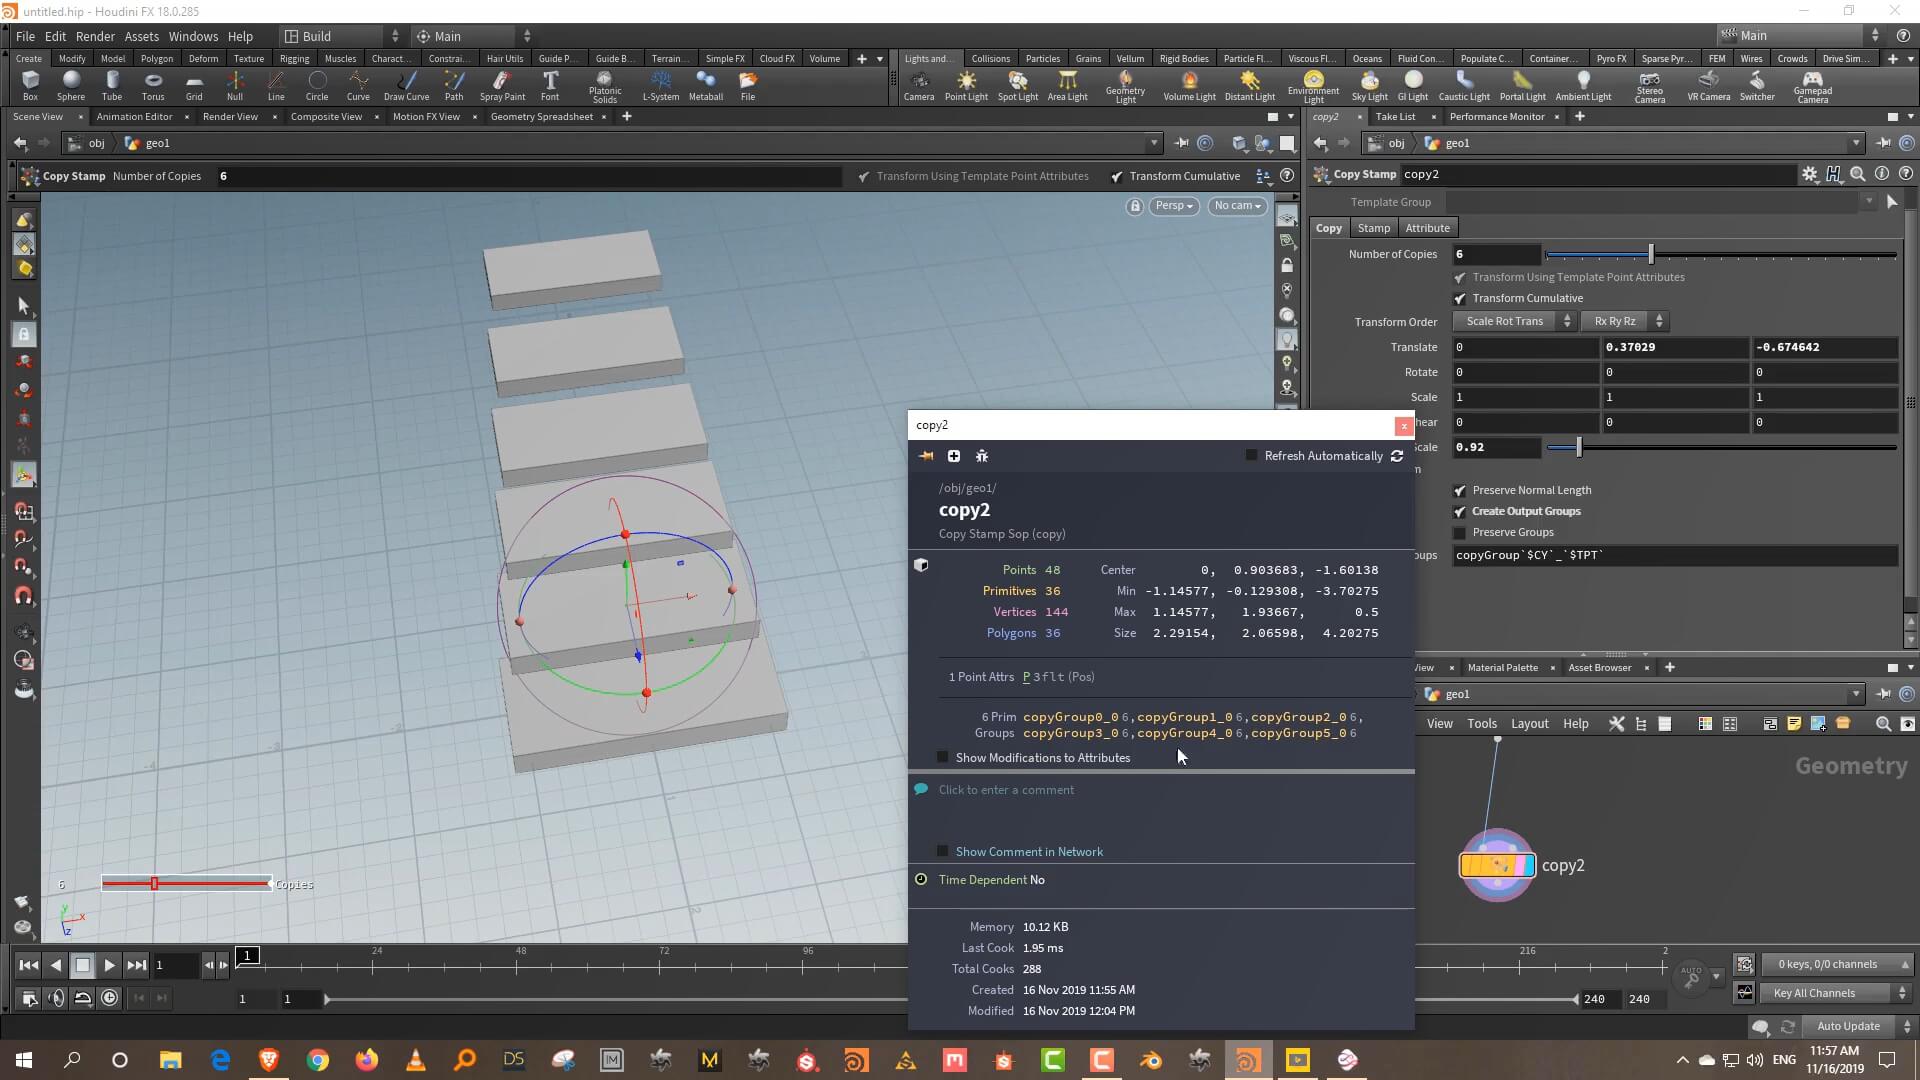 untitled.hip - Houdini FX 18.0.285
File Edit Render Assets Windows Help Build Main Main
Create Modify Model Polygon Deform Texture Rigging Muscles Charact... Constrai... Hair Utils Guide P... Guide B... Terrain... Simple FX Cloud FX Volume
Lights and... Collisions Particles Grains Vellum Rigid Bodies Particle Fl... Viscous Fl... Oceans Fluid Con... Populate C... Container... Pyro FX Sparse Pyr... FEM Wires Crowds Drive Sim...
Box Sphere Tube Torus Grid Null Line Circle Curve Draw Curve Path Spray Paint Font Platonic Solids L-System Metaball File
Camera Point Light Spot Light Area Light Geometry Light Volume Light Distant Light Environment Light Sky Light GI Light Caustic Light Portal Light Ambient Light Stereo Camera VR Camera Switcher Gamepad Camera
Scene View Animation Editor Render View Composite View Motion FX View Geometry Spreadsheet
copy2 Take List Performance Monitor
obj geo1
obj geo1
Copy Stamp Number of Copies 6 Transform Using Template Point Attributes Transform Cumulative
Copy Stamp copy2
Persp No cam
Template Group
Copy Stamp Attribute
Number of Copies 6
Transform Using Template Point Attributes
Transform Cumulative
Transform Order Scale Rot Trans Rx Ry Rz
Translate 0 0.37029 -0.674642
Rotate 0 0 0
Scale 1 1 1
hear 0 0 0
cale 0.92
m
Preserve Normal Length
Create Output Groups
Preserve Groups
ups copyGroup`$CY`_`$TPT`
copy2
Refresh Automatically
/obj/geo1/
copy2
Copy Stamp Sop (copy)
Points 48 Center 0, 0.903683, -1.60138
Primitives 36 Min -1.14577, -0.129308, -3.70275
Vertices 144 Max 1.14577, 1.93667, 0.5
Polygons 36 Size 2.29154, 2.06598, 4.20275
1 Point Attrs P 3flt (Pos)
6 Prim copyGroup0_0 6, copyGroup1_0 6, copyGroup2_0 6,
Groups copyGroup3_0 6, copyGroup4_0 6, copyGroup5_0 6
Show Modifications to Attributes
Click to enter a comment
Show Comment in Network
Time Dependent No
Memory 10.12 KB
Last Cook 1.95 ms
Total Cooks 288
Created 16 Nov 2019 11:55 AM
Modified 16 Nov 2019 12:04 PM
iew Material Palette Asset Browser
geo1
View Tools Layout Help
Geometry
copy2
6 Copies
y x z
1 1 24 48 72 96 216 2
0 keys, 0/0 channels
AUTO
1 1 240 240 Key All Channels
Auto Update
DS ENG 11:57 AM
11/16/2019